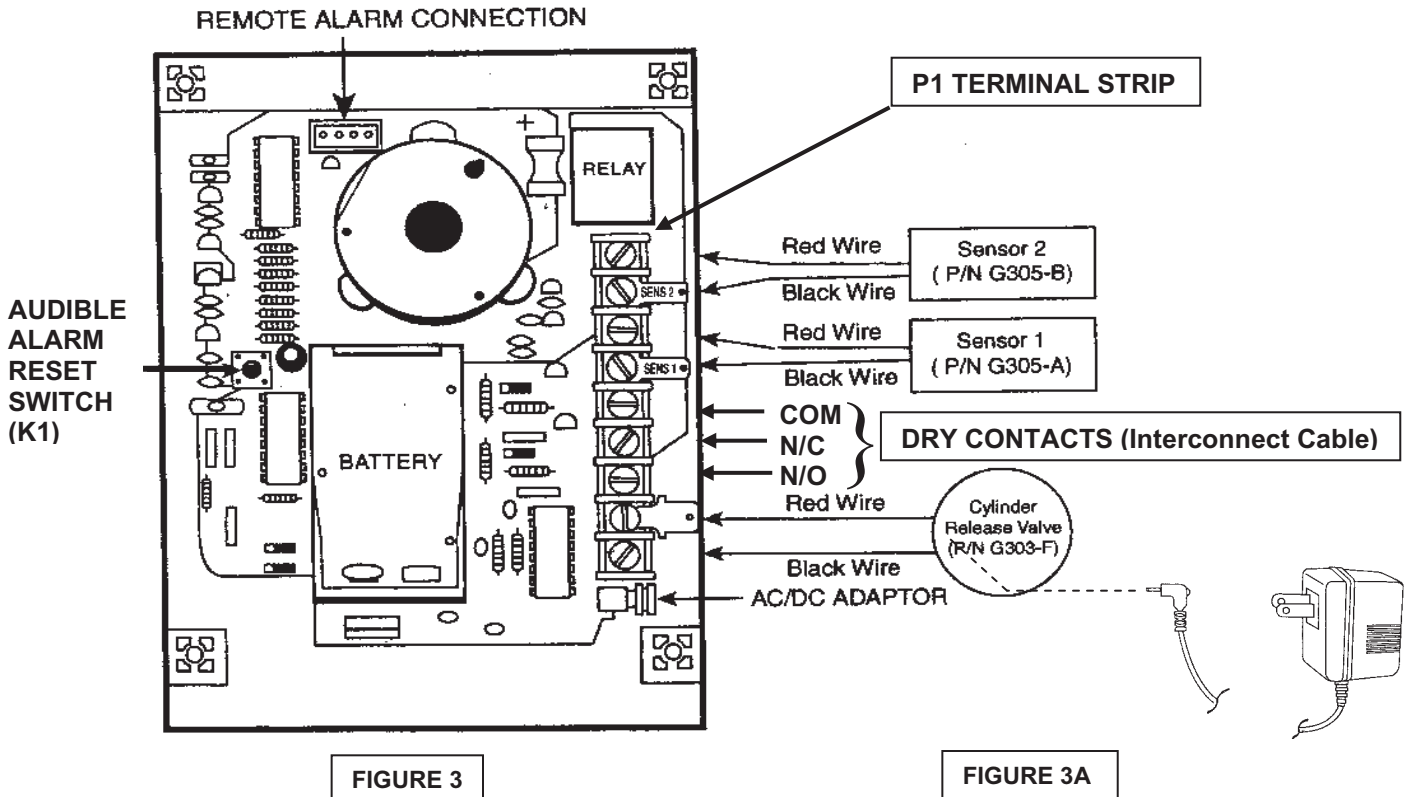 REMOTE ALARM CONNECTION
P1 TERMINAL STRIP
+
RELAY
Red Wire
Sensor 2
( P/N G305-B)
SENS 2
Black Wire
AUDIBLE
ALARM
RESET
SWITCH
(K1)
Red Wire
Sensor 1
( P/N G305-A)
SENS 1
Black Wire
COM
N/C
N/O
DRY CONTACTS (Interconnect Cable)
BATTERY
Red Wire
Cylinder
Release Valve
(P/N G303-F)
Black Wire
AC/DC ADAPTOR
FIGURE 3
FIGURE 3A